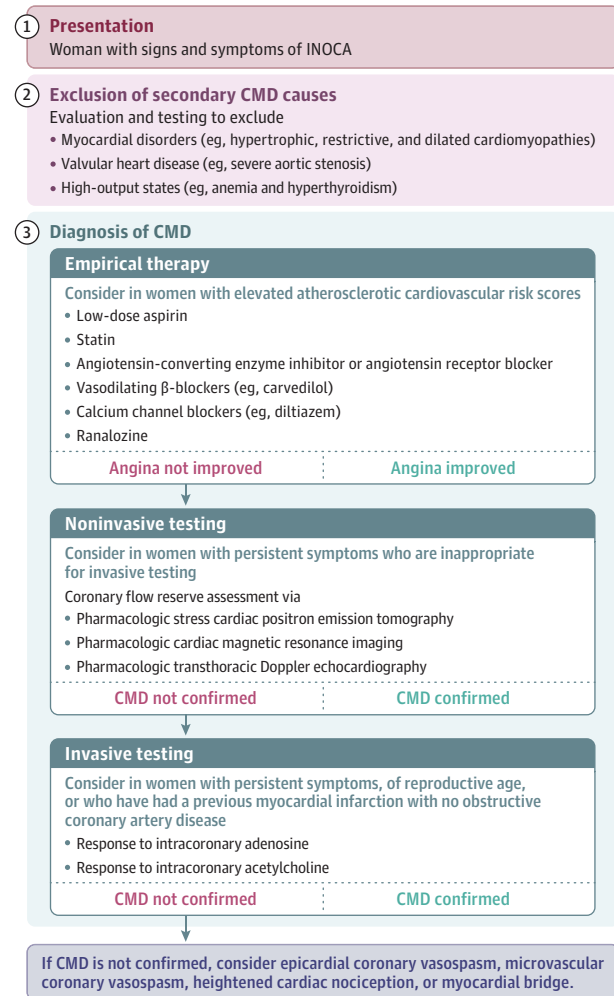 1 Presentation
Woman with signs and symptoms of INOCA
2 Exclusion of secondary CMD causes
Evaluation and testing to exclude
• Myocardial disorders (eg, hypertrophic, restrictive, and dilated cardiomyopathies)
• Valvular heart disease (eg, severe aortic stenosis)
• High-output states (eg, anemia and hyperthyroidism)
3 Diagnosis of CMD
Empirical therapy
Consider in women with elevated atherosclerotic cardiovascular risk scores
• Low-dose aspirin
• Statin
• Angiotensin-converting enzyme inhibitor or angiotensin receptor blocker
• Vasodilating β-blockers (eg, carvedilol)
• Calcium channel blockers (eg, diltiazem)
• Ranalozine
Angina not improved Angina improved
Noninvasive testing
Consider in women with persistent symptoms who are inappropriate
for invasive testing
Coronary flow reserve assessment via
• Pharmacologic stress cardiac positron emission tomography
• Pharmacologic cardiac magnetic resonance imaging
• Pharmacologic transthoracic Doppler echocardiography
CMD not confirmed CMD confirmed
Invasive testing
Consider in women with persistent symptoms, of reproductive age,
or who have had a previous myocardial infarction with no obstructive
coronary artery disease
• Response to intracoronary adenosine
• Response to intracoronary acetylcholine
CMD not confirmed CMD confirmed
If CMD is not confirmed, consider epicardial coronary vasospasm, microvascular
coronary vasospasm, heightened cardiac nociception, or myocardial bridge.